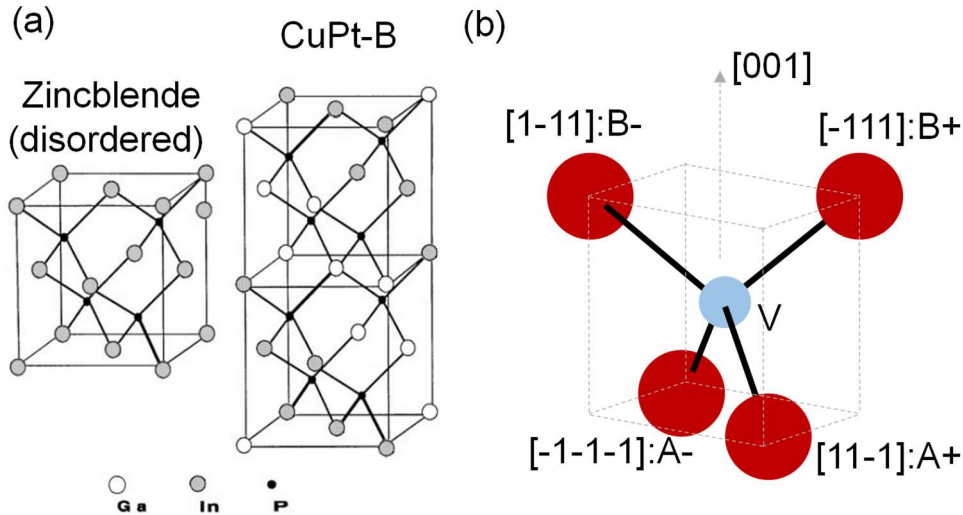 (a)
Zincblende
(disordered)
CuPt-B
Ga In P
(b)
[001]
[1-11]:B-
[-111]:B+
V
[-1-1-1]:A-
[11-1]:A+